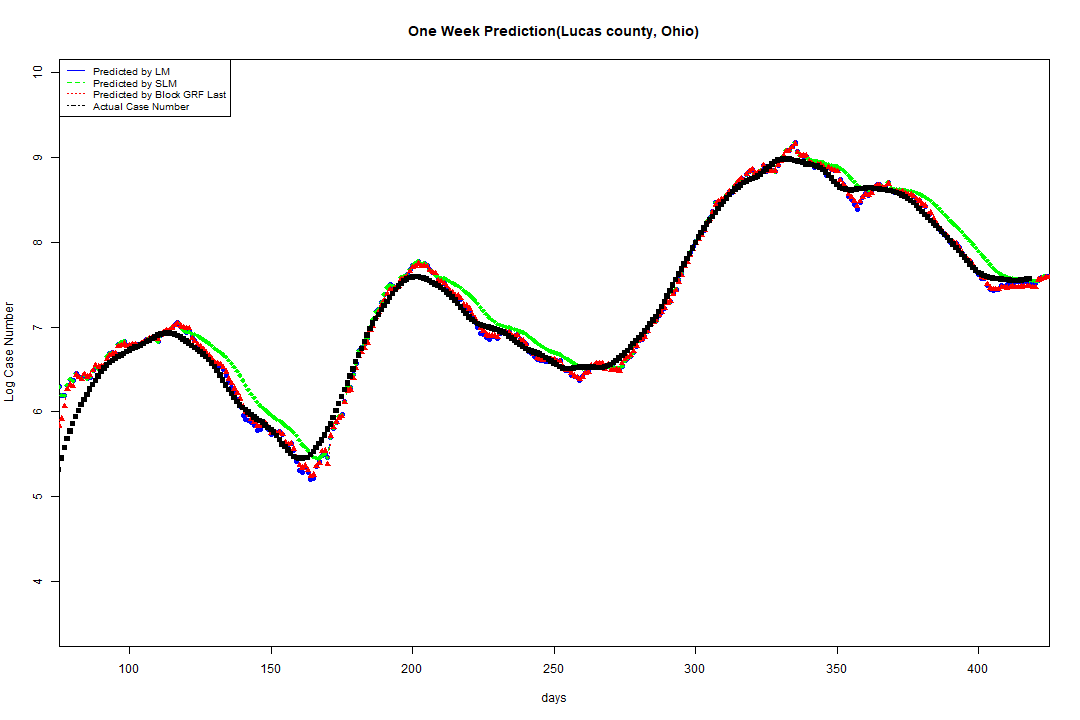 One Week Prediction(Lucas county, Ohio)
Predicted by LM
Predicted by SLM
Predicted by Block GRF Last
Actual Case Number
10
9
8
7
6
5
4
Log Case Number
100 150 200 250 300 350 400
days